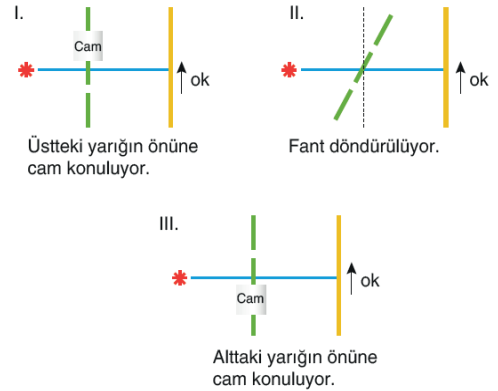 I.
Cam
ok
Üstteki yarığın önüne
cam konuluyor.
II.
ok
Fant döndürülüyor.
III.
Cam
ok
Alttaki yarığın önüne
cam konuluyor.